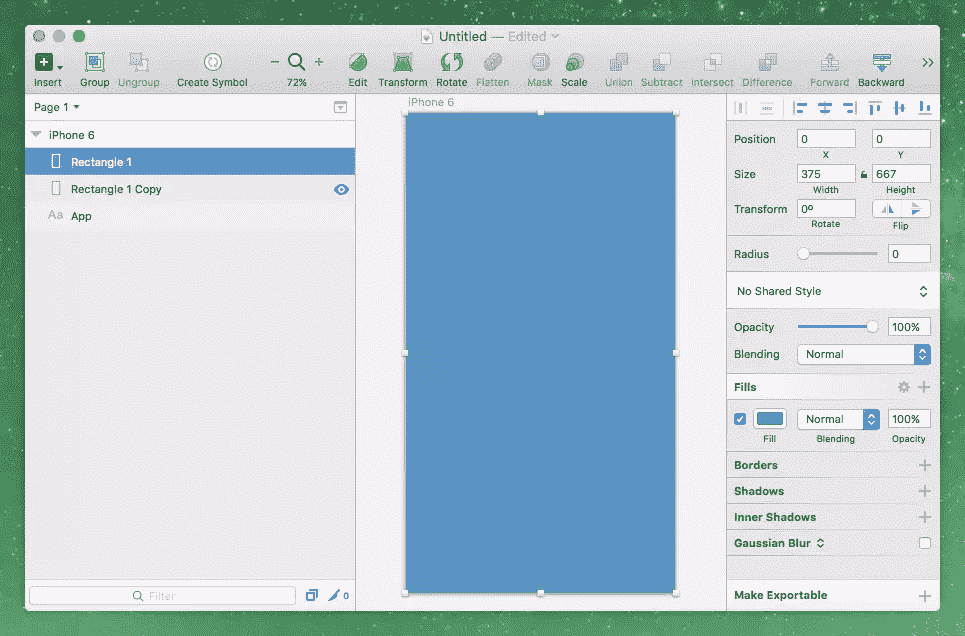 Untitled — Edited
Insert Group Ungroup Create Symbol 72% Edit Transform Rotate Flatten Mask Scale Union Subtract Intersect Difference Forward Backward
Page 1
iPhone 6
Rectangle 1
Rectangle 1 Copy
Aa App
Filter 0
iPhone 6
Position 0 0
X Y
Size 375 667
Width Height
Transform 0º
Rotate Flip
Radius 0
No Shared Style
Opacity 100%
Blending Normal
Fills
Normal 100%
Fill Blending Opacity
Borders
Shadows
Inner Shadows
Gaussian Blur
Make Exportable